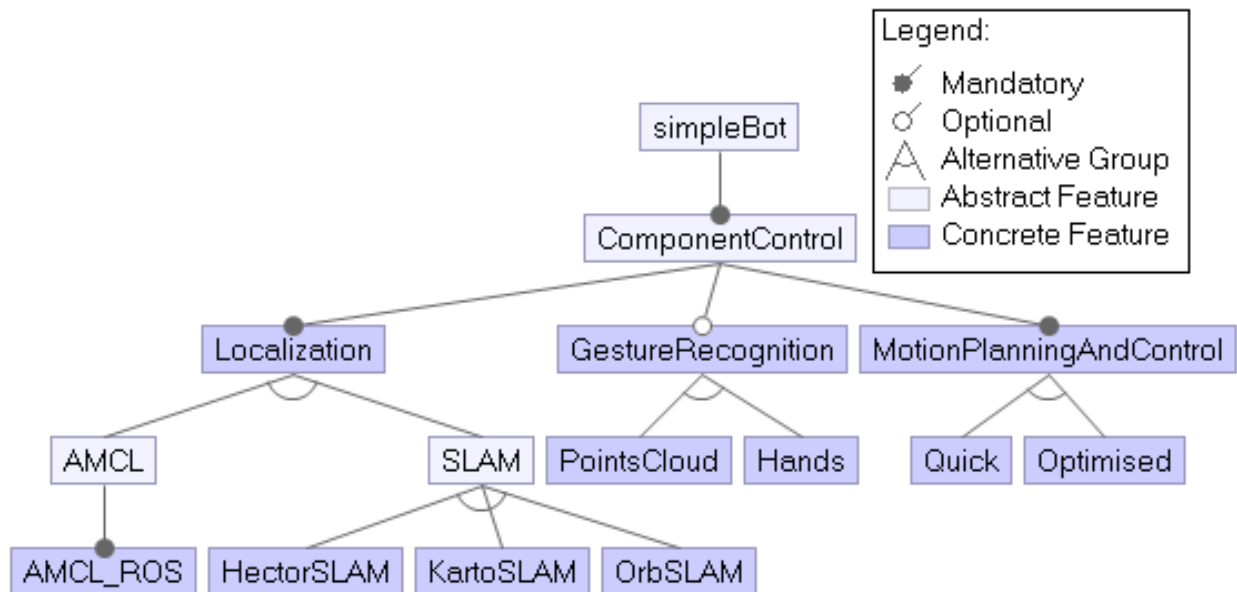 Legend:
Mandatory
Optional
Alternative Group
Abstract Feature
Concrete Feature
simpleBot
ComponentControl
Localization
GestureRecognition
MotionPlanningAndControl
AMCL
SLAM
PointsCloud
Hands
Quick
Optimised
AMCL_ROS
HectorSLAM
KartoSLAM
OrbSLAM